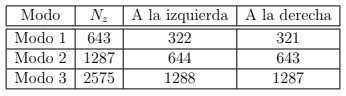 Modo N_z A la izquierda A la derecha
Modo 1 643 322 321
Modo 2 1287 644 643
Modo 3 2575 1288 1287